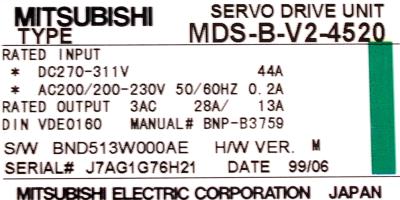 MITSUBISHI SERVO DRIVE UNIT
TYPE MDS-B-V2-4520
RATED INPUT
* DC270-311V 44A
* AC200/200-230V 50/60HZ 0.2A
RATED OUTPUT 3AC 28A/ 13A
DIN VDE0160 MANUAL# BNP-B3759
S/W BND513W000AE H/W VER. M
SERIAL# J7AG1G76H21 DATE 99/06
MITSUBISHI ELECTRIC CORPORATION JAPAN